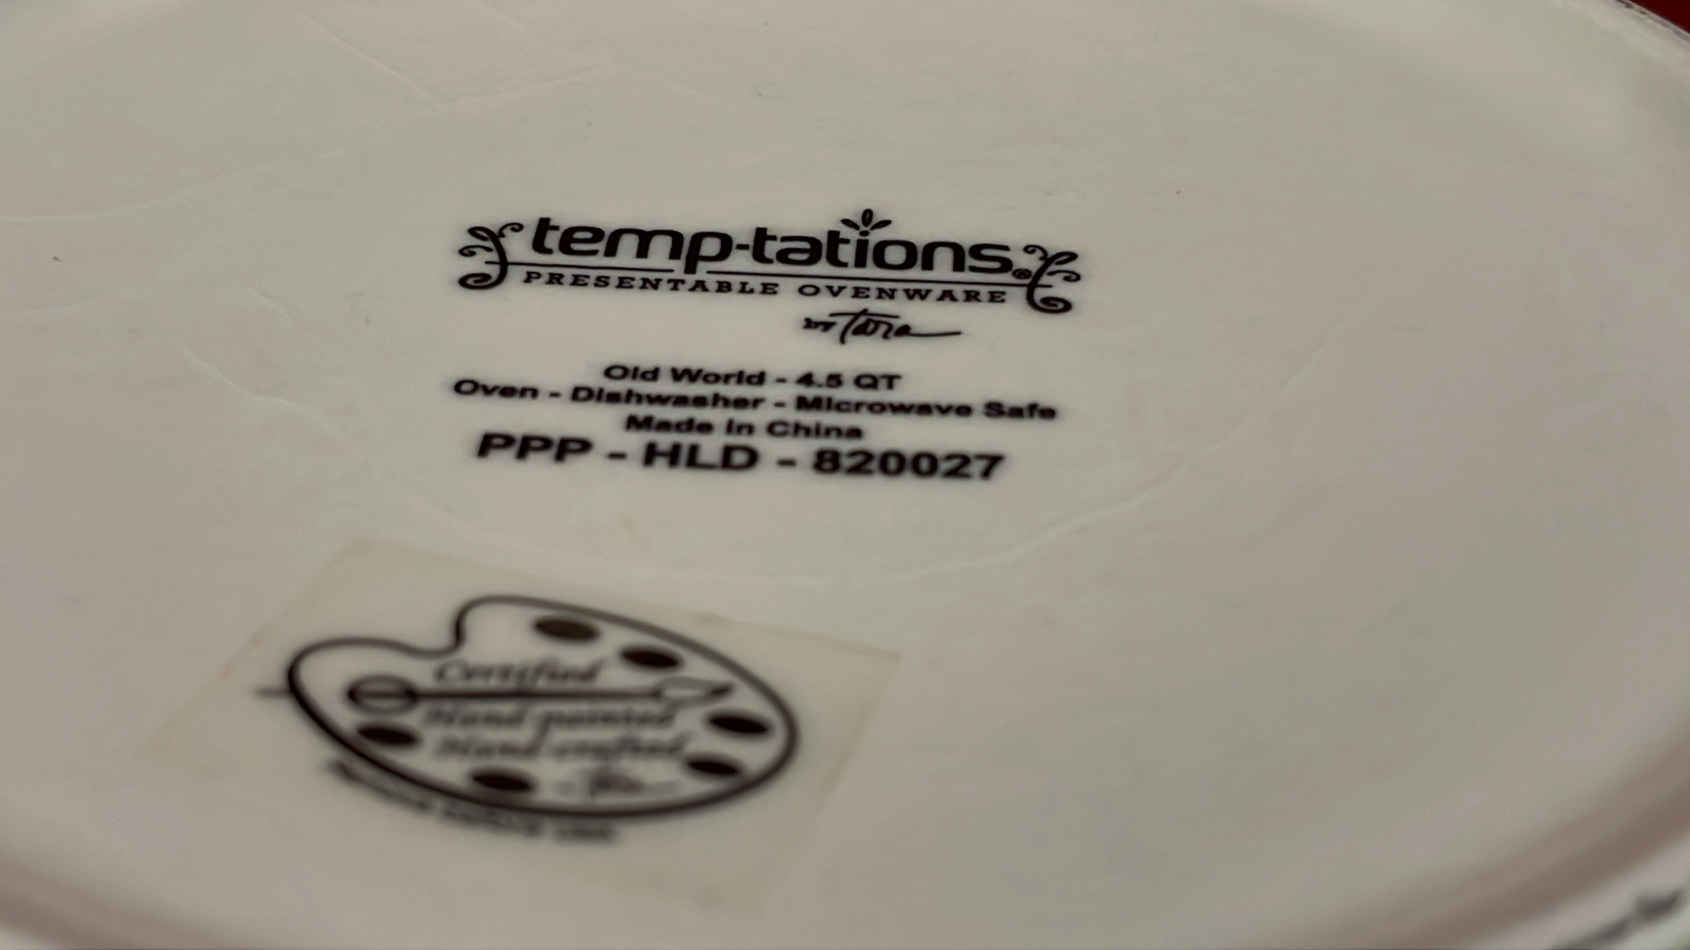 temp-tations®
PRESENTABLE OVENWARE
by Tara
Old World - 4.5 QT
Oven - Dishwasher - Microwave Safe
Made in China
PPP - HLD - 820027
Certified
Hand-painted
Hand-crafted